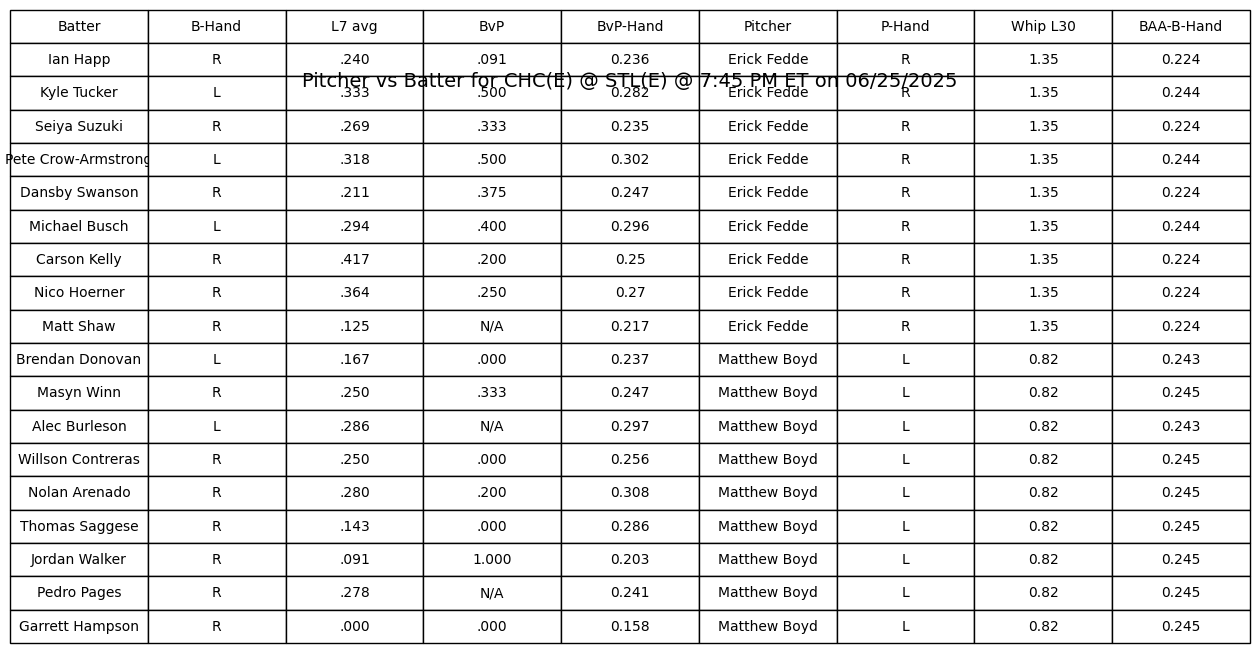 Batter B-Hand L7 avg BvP BvP-Hand Pitcher P-Hand Whip L30 BAA-B-Hand
Ian Happ R .240 .091 0.236 Erick Fedde R 1.35 0.224
Pitcher vs Batter for CHC(E) @ STL(E) @ 7:45 PM ET on 06/25/2025
Kyle Tucker L .333 .500 0.282 Erick Fedde R 1.35 0.244
Seiya Suzuki R .269 .333 0.235 Erick Fedde R 1.35 0.224
Pete Crow-Armstrong L .318 .500 0.302 Erick Fedde R 1.35 0.244
Dansby Swanson R .211 .375 0.247 Erick Fedde R 1.35 0.224
Michael Busch L .294 .400 0.296 Erick Fedde R 1.35 0.244
Carson Kelly R .417 .200 0.25 Erick Fedde R 1.35 0.224
Nico Hoerner R .364 .250 0.27 Erick Fedde R 1.35 0.224
Matt Shaw R .125 N/A 0.217 Erick Fedde R 1.35 0.224
Brendan Donovan L .167 .000 0.237 Matthew Boyd L 0.82 0.243
Masyn Winn R .250 .333 0.247 Matthew Boyd L 0.82 0.245
Alec Burleson L .286 N/A 0.297 Matthew Boyd L 0.82 0.243
Willson Contreras R .250 .000 0.256 Matthew Boyd L 0.82 0.245
Nolan Arenado R .280 .200 0.308 Matthew Boyd L 0.82 0.245
Thomas Saggese R .143 .000 0.286 Matthew Boyd L 0.82 0.245
Jordan Walker R .091 1.000 0.203 Matthew Boyd L 0.82 0.245
Pedro Pages R .278 N/A 0.241 Matthew Boyd L 0.82 0.245
Garrett Hampson R .000 .000 0.158 Matthew Boyd L 0.82 0.245